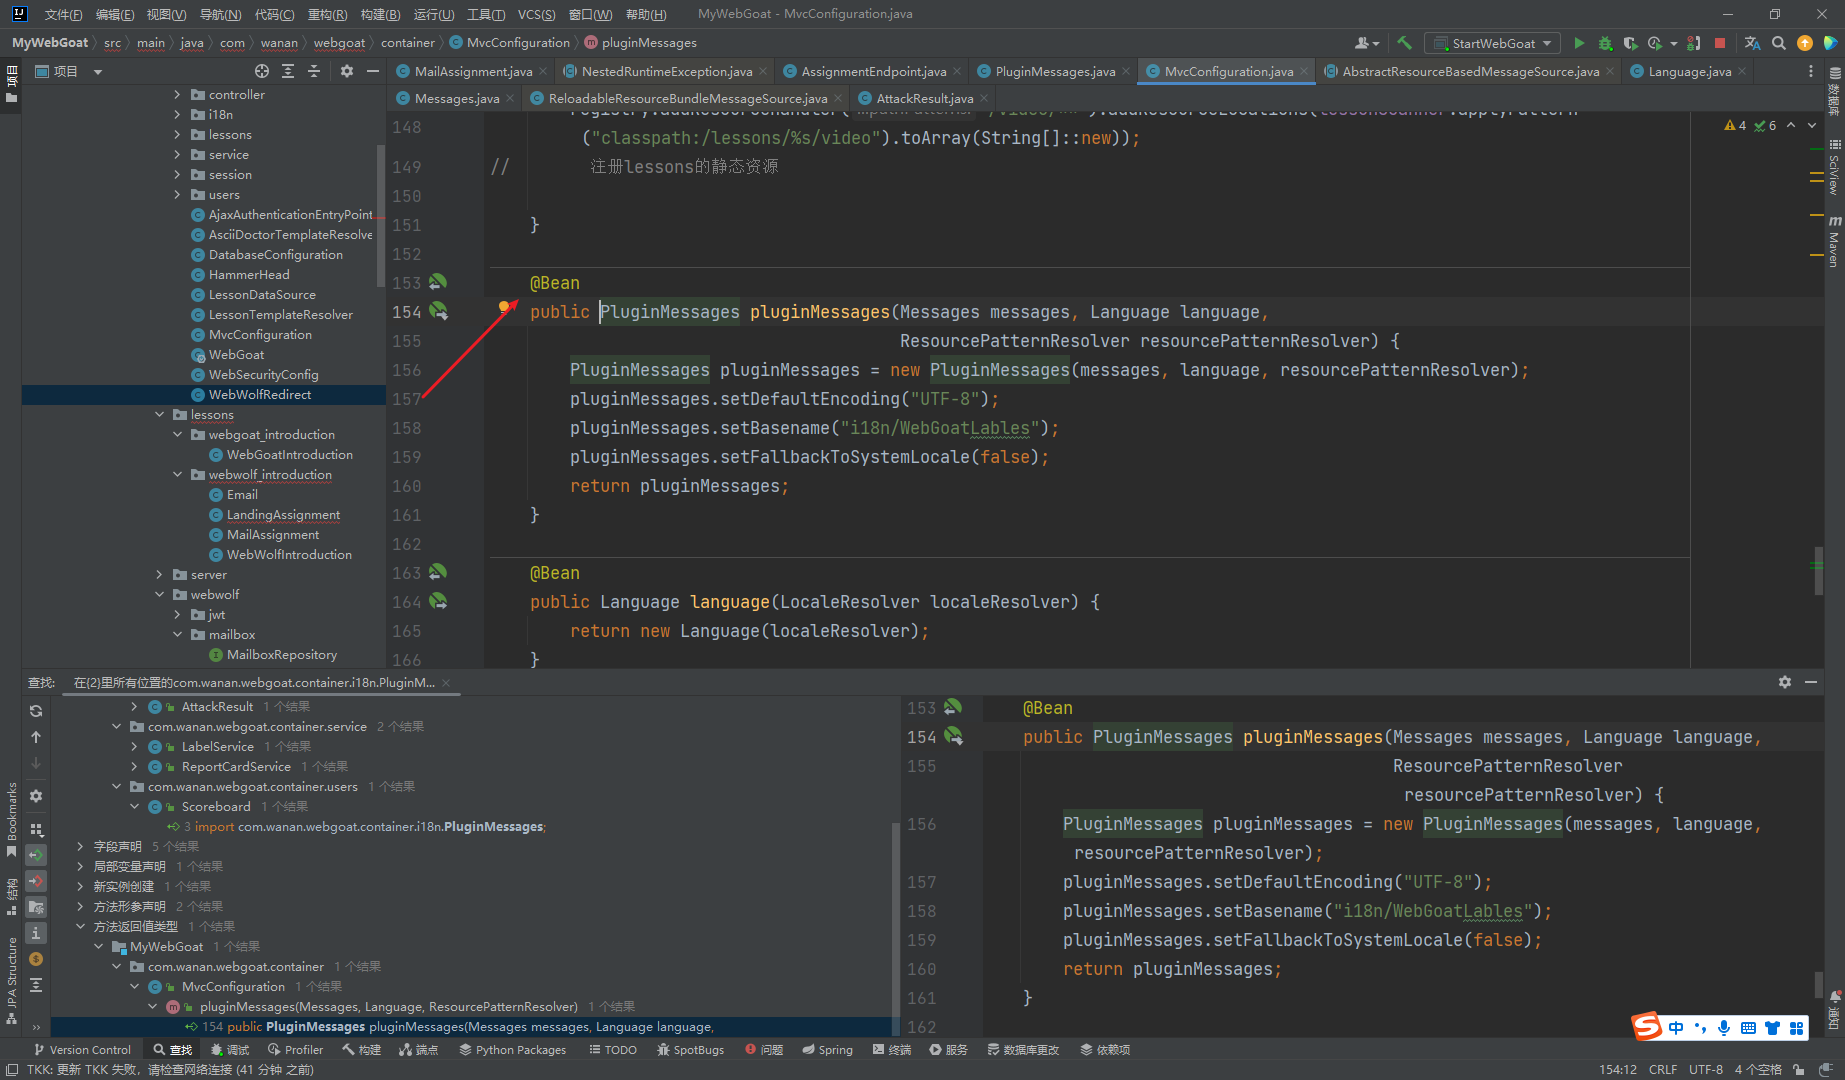 文件(F) 编辑(E) 视图(V) 导航(N) 代码(C) 重构(R) 构建(B) 运行(U) 工具(T) VCS(S) 窗口(W) 帮助(H) MyWebGoat - MvcConfiguration.java
MyWebGoat src main java com wanan webgoat container MvcConfiguration pluginMessages StartWebGoat
项目
项目
MailAssignment.java NestedRuntimeException.java AssignmentEndpoint.java PluginMessages.java MvcConfiguration.java AbstractResourceBasedMessageSource.java Language.java
Messages.java ReloadableResourceBundleMessageSource.java AttackResult.java
controller
i18n
lessons
service
session
users
AjaxAuthenticationEntryPoint
AsciiDoctorTemplateResolve
DatabaseConfiguration
HammerHead
LessonDataSource
LessonTemplateResolver
MvcConfiguration
WebGoat
WebSecurityConfig
WebWolfRedirect
lessons
webgoat_introduction
WebGoatIntroduction
webwolf_introduction
Email
LandingAssignment
MailAssignment
WebWolfIntroduction
server
webwolf
jwt
mailbox
MailboxRepository
4 6
148 ("classpath:/lessons/%s/video").toArray(String[]::new));
149 // 注册lessons的静态资源
150
151 }
152
153 @Bean
154 public PluginMessages pluginMessages(Messages messages, Language language,
155 ResourcePatternResolver resourcePatternResolver) {
156 PluginMessages pluginMessages = new PluginMessages(messages, language, resourcePatternResolver);
157 pluginMessages.setDefaultEncoding("UTF-8");
158 pluginMessages.setBasename("i18n/WebGoatLables");
159 pluginMessages.setFallbackToSystemLocale(false);
160 return pluginMessages;
161 }
162
163 @Bean
164 public Language language(LocaleResolver localeResolver) {
165 return new Language(localeResolver);
166 }
数据库
SciView
m Maven
通知
查找: 在{2}里所有位置的com.wanan.webgoat.container.i18n.PluginM...
AttackResult 1 个结果
com.wanan.webgoat.container.service 2 个结果
LabelService 1 个结果
ReportCardService 1 个结果
com.wanan.webgoat.container.users 1 个结果
Scoreboard 1 个结果
3 import com.wanan.webgoat.container.i18n.PluginMessages;
字段声明 5 个结果
局部变量声明 1 个结果
新实例创建 1 个结果
方法形参声明 2 个结果
方法返回值类型 1 个结果
MyWebGoat 1 个结果
com.wanan.webgoat.container 1 个结果
MvcConfiguration 1 个结果
pluginMessages(Messages, Language, ResourcePatternResolver) 1 个结果
154 public PluginMessages pluginMessages(Messages messages, Language language,
153 @Bean
154 public PluginMessages pluginMessages(Messages messages, Language language,
155 ResourcePatternResolver
resourcePatternResolver) {
156 PluginMessages pluginMessages = new PluginMessages(messages, language,
resourcePatternResolver);
157 pluginMessages.setDefaultEncoding("UTF-8");
158 pluginMessages.setBasename("i18n/WebGoatLables");
159 pluginMessages.setFallbackToSystemLocale(false);
160 return pluginMessages;
161 }
162
Bookmarks
结构
JPA Structure
S 中
Version Control 查找 调试 Profiler 构建 端点 Python Packages TODO SpotBugs 问题 Spring 终端 服务 数据库更改 依赖项
TKK: 更新 TKK 失败，请检查网络连接 (41 分钟 之前) 154:12 CRLF UTF-8 4 个空格